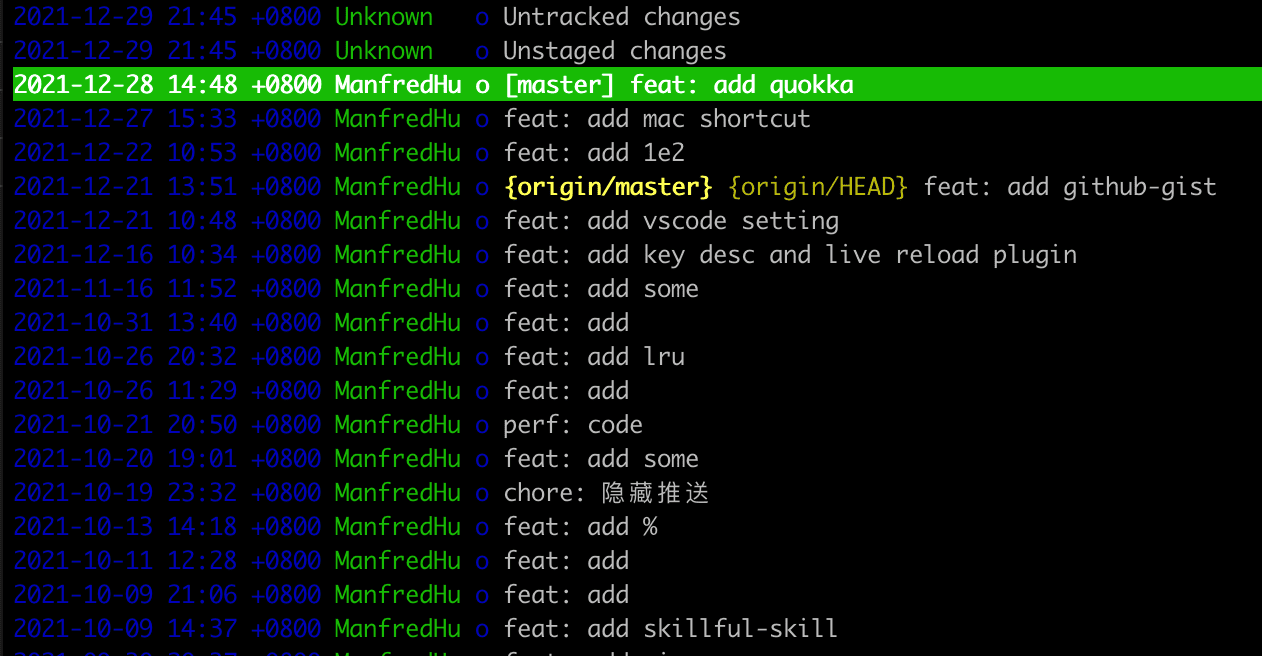 2021-12-29 21:45 +0800 Unknown o Untracked changes
2021-12-29 21:45 +0800 Unknown o Unstaged changes
2021-12-28 14:48 +0800 ManfredHu o [master] feat: add quokka
2021-12-27 15:33 +0800 ManfredHu o feat: add mac shortcut
2021-12-22 10:53 +0800 ManfredHu o feat: add 1e2
2021-12-21 13:51 +0800 ManfredHu o {origin/master} {origin/HEAD} feat: add github-gist
2021-12-21 10:48 +0800 ManfredHu o feat: add vscode setting
2021-12-16 10:34 +0800 ManfredHu o feat: add key desc and live reload plugin
2021-11-16 11:52 +0800 ManfredHu o feat: add some
2021-10-31 13:40 +0800 ManfredHu o feat: add
2021-10-26 20:32 +0800 ManfredHu o feat: add lru
2021-10-26 11:29 +0800 ManfredHu o feat: add
2021-10-21 20:50 +0800 ManfredHu o perf: code
2021-10-20 19:01 +0800 ManfredHu o feat: add some
2021-10-19 23:32 +0800 ManfredHu o chore: 隐藏推送
2021-10-13 14:18 +0800 ManfredHu o feat: add %
2021-10-11 12:28 +0800 ManfredHu o feat: add
2021-10-09 21:06 +0800 ManfredHu o feat: add
2021-10-09 14:37 +0800 ManfredHu o feat: add skillful-skill